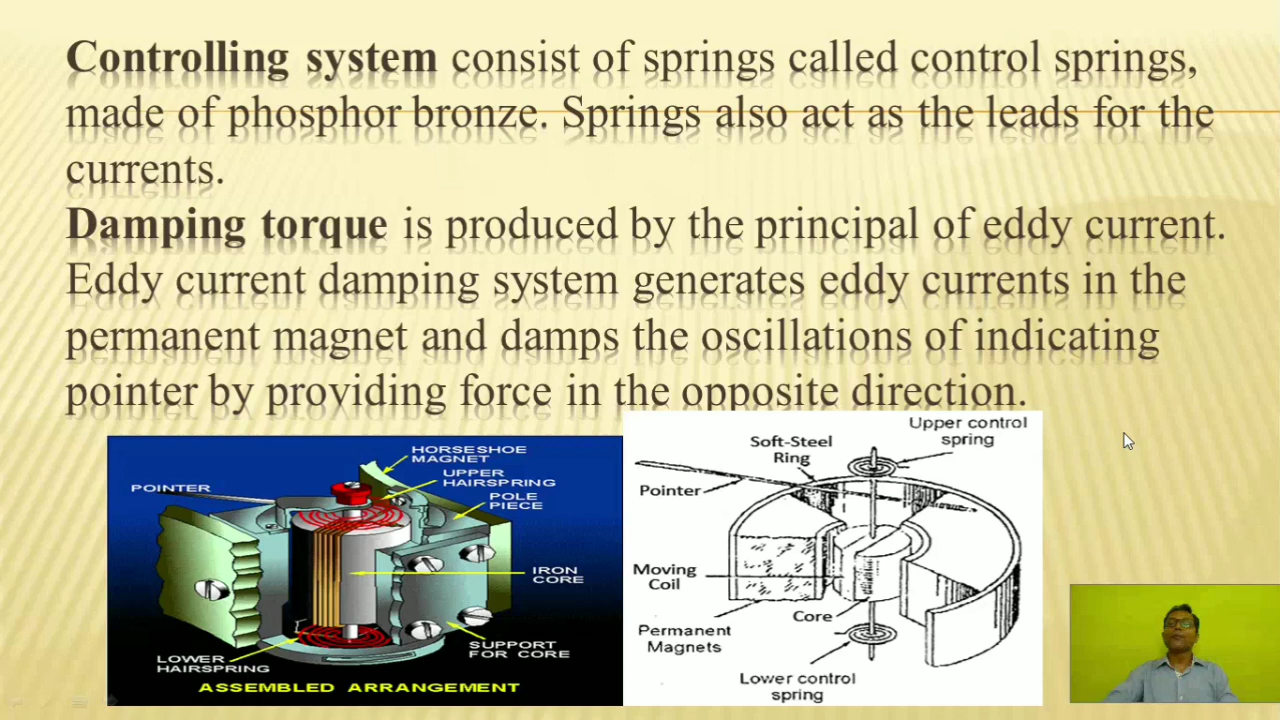 Controlling system consist of springs called control springs,
made of phosphor bronze. Springs also act as the leads for the
currents.
Damping torque is produced by the principal of eddy current.
Eddy current damping system generates eddy currents in the
permanent magnet and damps the oscillations of indicating
pointer by providing force in the opposite direction.
HORSESHOE
MAGNET
UPPER
HAIRSPRING
POINTER
POLE
PIECE
IRON
CORE
SUPPORT
FOR CORE
LOWER
HAIRSPRING
ASSEMBLED ARRANGEMENT
Upper control
spring
Soft-Steel
Ring
Pointer
Moving
Coil
Core
Permanent
Magnets
Lower control
spring